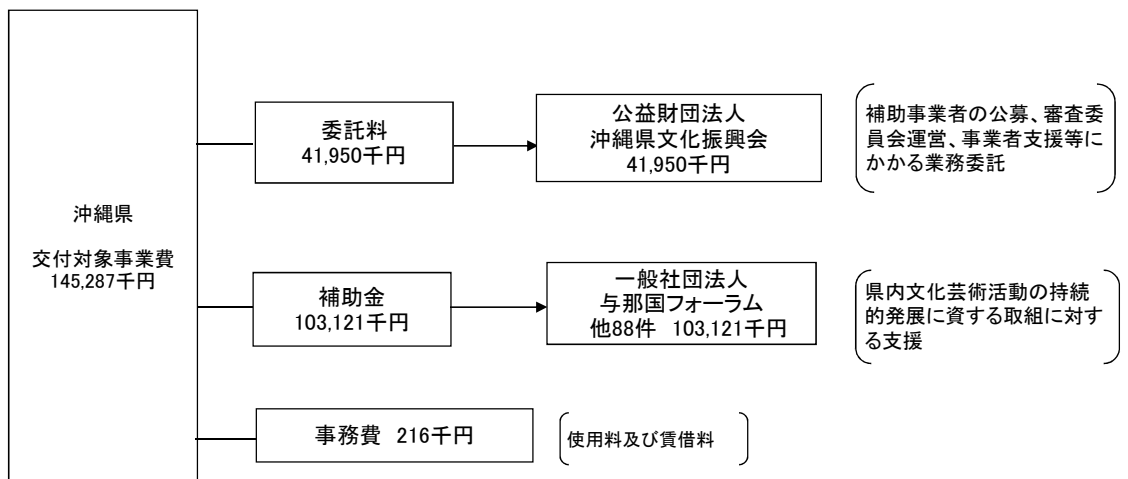 沖縄県
交付対象事業費
145,287千円
委託料
41,950千円
公益財団法人
沖縄県文化振興会
41,950千円
補助事業者の公募、審査委
員会運営、事業者支援等に
かかる業務委託
補助金
103,121千円
一般社団法人
与那国フォーラム
他88件 103,121千円
県内文化芸術活動の持続
的発展に資する取組に対す
る支援
事務費 216千円
使用料及び賃借料